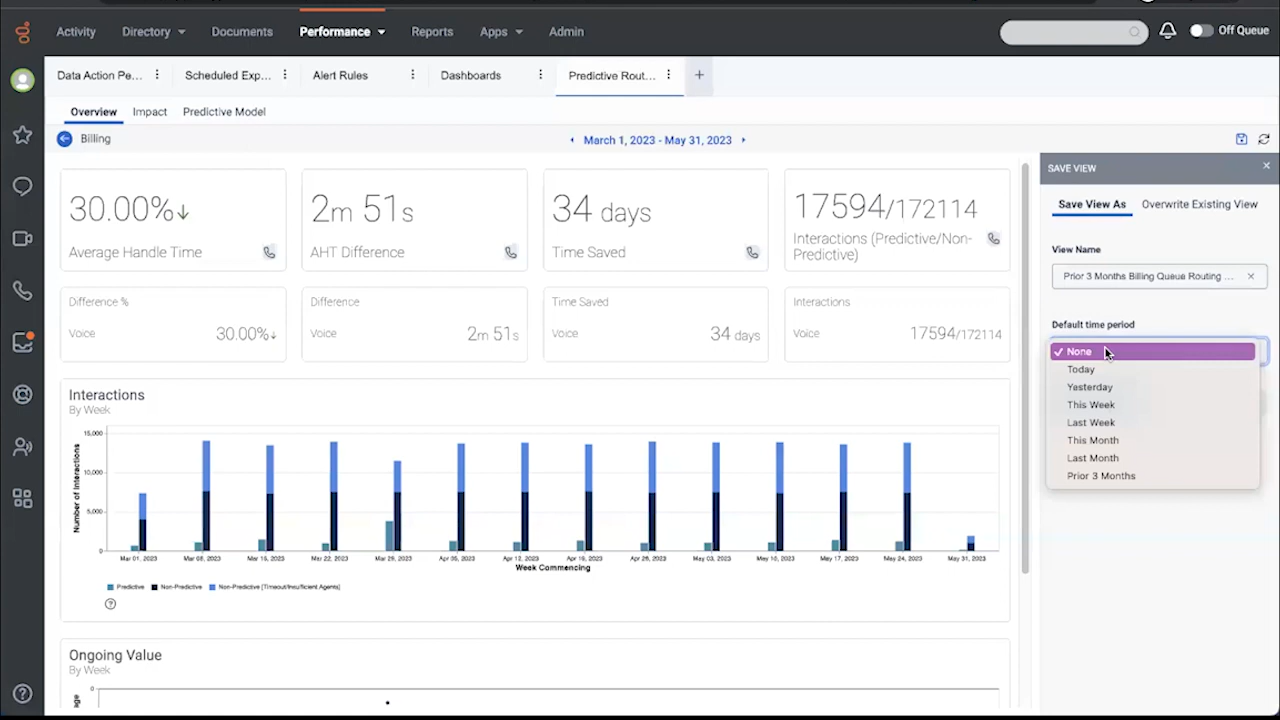 Activity Directory Documents Performance Reports Apps Admin Off Queue
Data Action Pe... Scheduled Exp... Alert Rules Dashboards Predictive Rout... +
Overview Impact Predictive Model
Billing March 1, 2023 - May 31, 2023
30.00%↓
Average Handle Time
2m 51s
AHT Difference
34 days
Time Saved
17594/172114
Interactions (Predictive/Non-
Predictive)
Difference %
Voice 30.00%↓
Difference
Voice 2m 51s
Time Saved
Voice 34 days
Interactions
Voice 17594/172114
Interactions
By Week
Number of Interactions
15,000
10,000
5,000
0
Mar 01, 2023 Mar 08, 2023 Mar 15, 2023 Mar 22, 2023 Mar 29, 2023 Apr 05, 2023 Apr 12, 2023 Apr 19, 2023 Apr 26, 2023 May 03, 2023 May 10, 2023 May 17, 2023 May 24, 2023 May 31, 2023
Week Commencing
Predictive Non-Predictive Non-Predictive (Timeout/Insufficient Agents)
Ongoing Value
By Week
0
SAVE VIEW
Save View As Overwrite Existing View
View Name
Prior 3 Months Billing Queue Routing ...
Default time period
✓ None
Today
Yesterday
This Week
Last Week
This Month
Last Month
Prior 3 Months